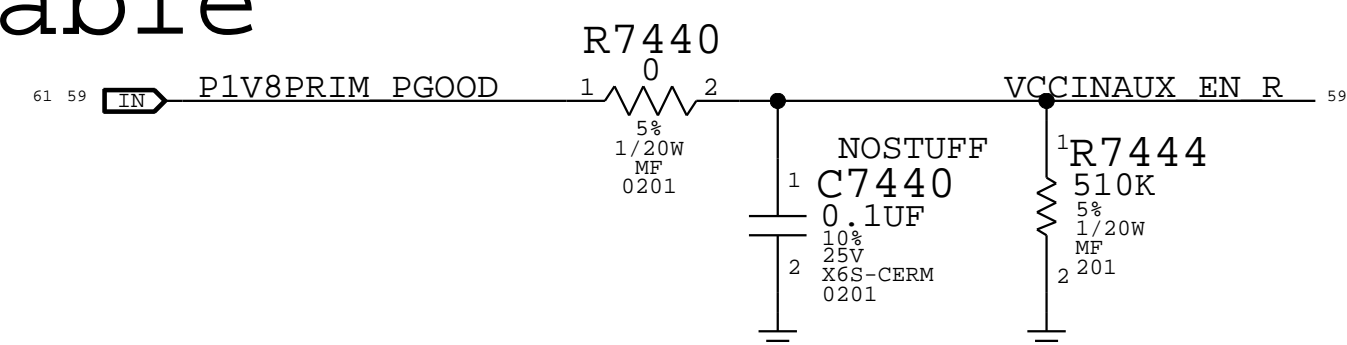 able
R7440
0
61 59 IN P1V8PRIM_PGOOD 1 2 VCCINAUX_EN_R 59
5%
1/20W
MF
0201
NOSTUFF
1 C7440
0.1UF
10%
25V
2 X6S-CERM
0201
1 R7444
510K
5%
1/20W
MF
2 201